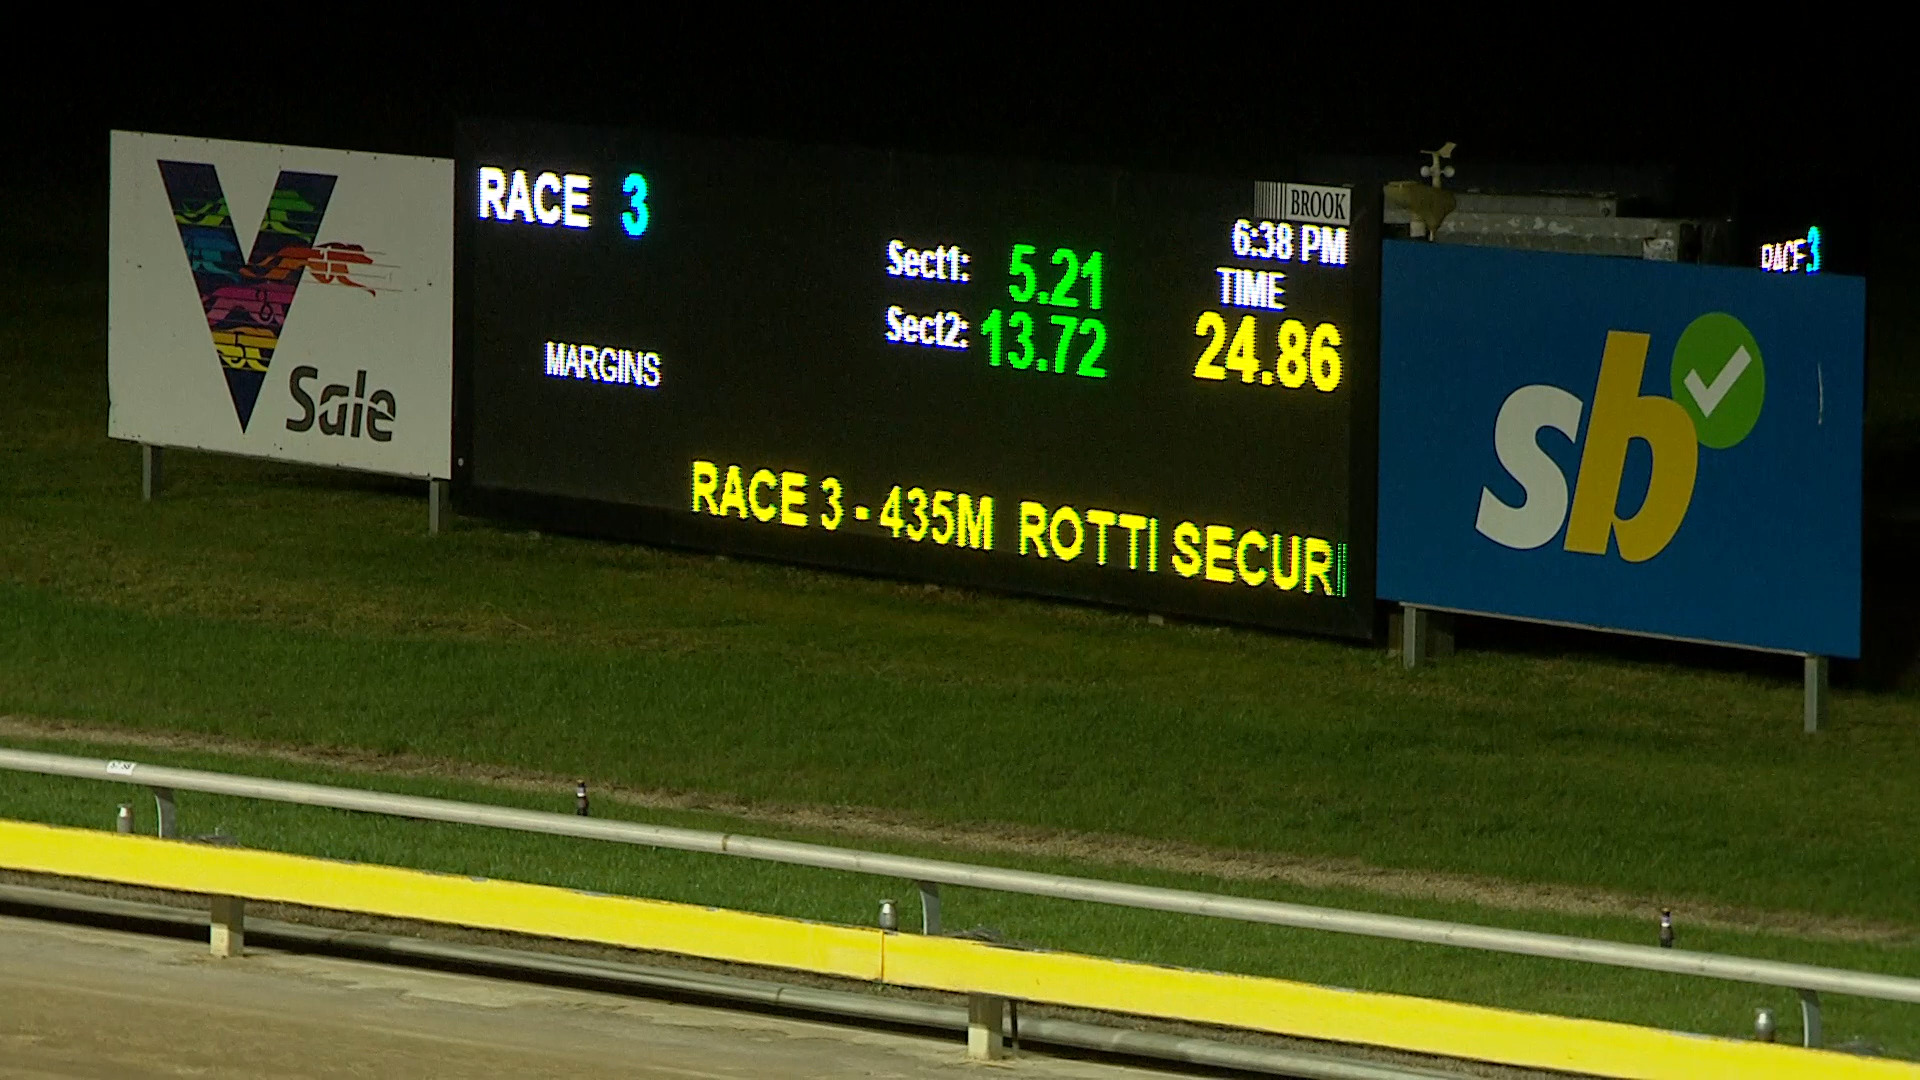 V
Sale
RACE 3
BROOK
6:38 PM
Sect1: 5.21
TIME
Sect2: 13.72
24.86
MARGINS
RACE 3 - 435M ROTTI SECURI
RACE 3
sb